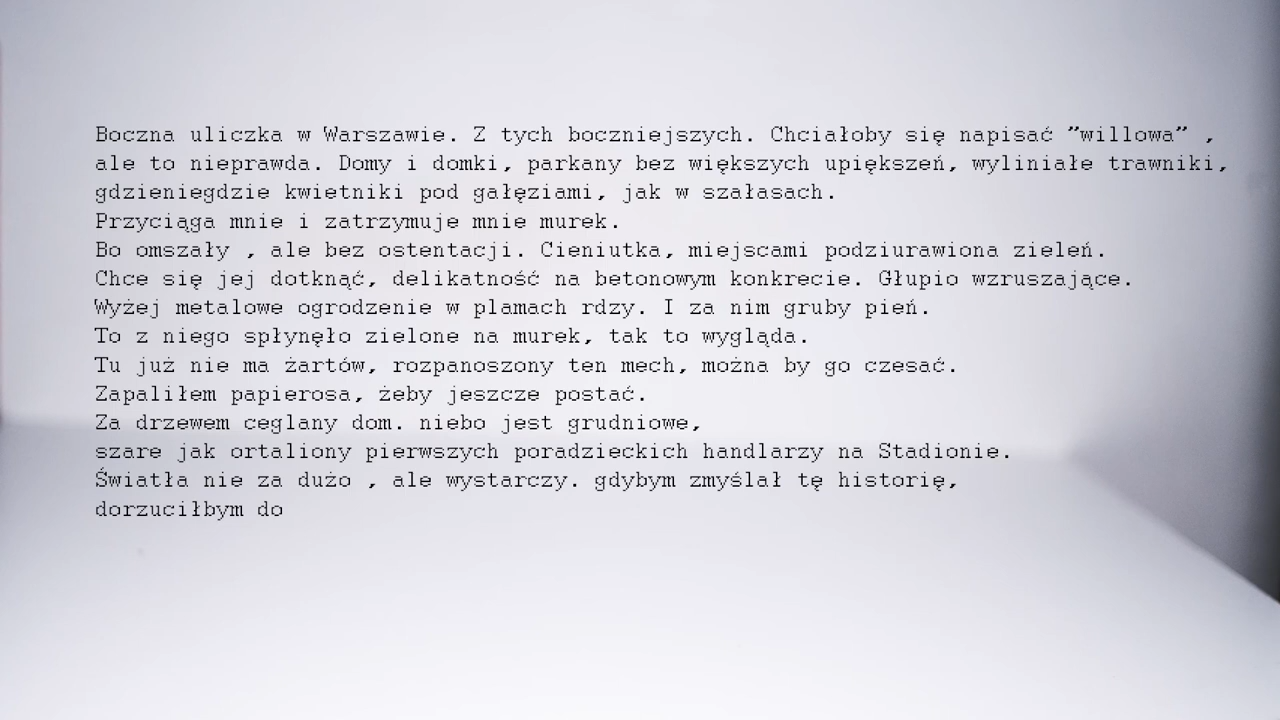 Boczna uliczka w Warszawie. Z tych boczniejszych. Chciałoby się napisać ”willowa” ,
ale to nieprawda. Domy i domki, parkany bez większych upiększeń, wyliniałe trawniki,
gdzieniegdzie kwietniki pod gałęziami, jak w szałasach.
Przyciąga mnie i zatrzymuje mnie murek.
Bo omszały , ale bez ostentacji. Cieniutka, miejscami podziurawiona zieleń.
Chce się jej dotknąć, delikatność na betonowym konkrecie. Głupio wzruszające.
Wyżej metalowe ogrodzenie w plamach rdzy. I za nim gruby pień.
To z niego spłynęło zielone na murek, tak to wygląda.
Tu już nie ma żartów, rozpanoszony ten mech, można by go czesać.
Zapaliłem papierosa, żeby jeszcze postać.
Za drzewem ceglany dom. niebo jest grudniowe,
szare jak ortaliony pierwszych poradzieckich handlarzy na Stadionie.
Światła nie za dużo , ale wystarczy. gdybym zmyślał tę historię,
dorzuciłbym do